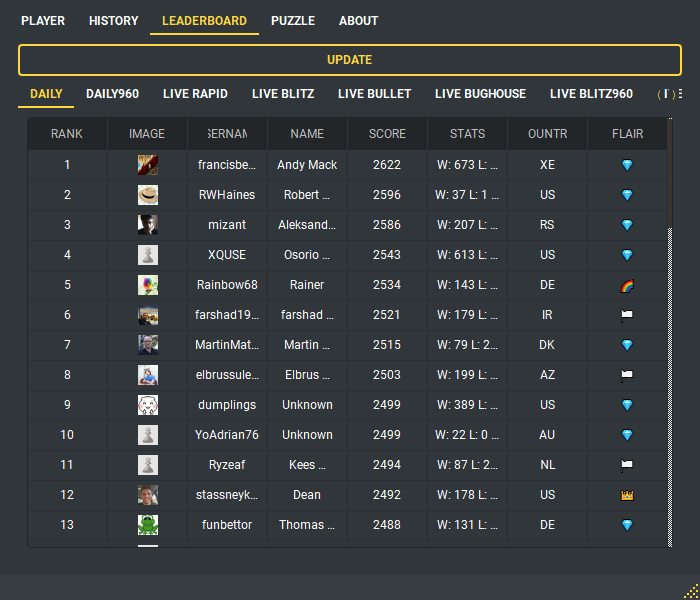 PLAYER HISTORY LEADERBOARD PUZZLE ABOUT
UPDATE
DAILY DAILY960 LIVE RAPID LIVE BLITZ LIVE BULLET LIVE BUGHOUSE LIVE BLITZ960
RANK IMAGE SERNAM NAME SCORE STATS OUNTR FLAIR
1 francisbe... Andy Mack 2622 W: 673 L: ... XE
2 RWHaines Robert ... 2596 W: 37 L: 1 ... US
3 mizant Aleksand... 2586 W: 207 L: ... RS
4 XQUSE Osorio ... 2543 W: 613 L: ... US
5 Rainbow68 Rainer 2534 W: 143 L: ... DE
6 farshad19... farshad ... 2521 W: 179 L: ... IR
7 MartinMat... Martin ... 2515 W: 79 L: 2... DK
8 elbrussule... Elbrus ... 2503 W: 199 L: ... AZ
9 dumplings Unknown 2499 W: 389 L: ... US
10 YoAdrian76 Unknown 2499 W: 22 L: 0 ... AU
11 Ryzeaf Kees ... 2494 W: 87 L: 2... NL
12 stassneyk... Dean 2492 W: 178 L: ... US
13 funbettor Thomas ... 2488 W: 131 L: ... DE